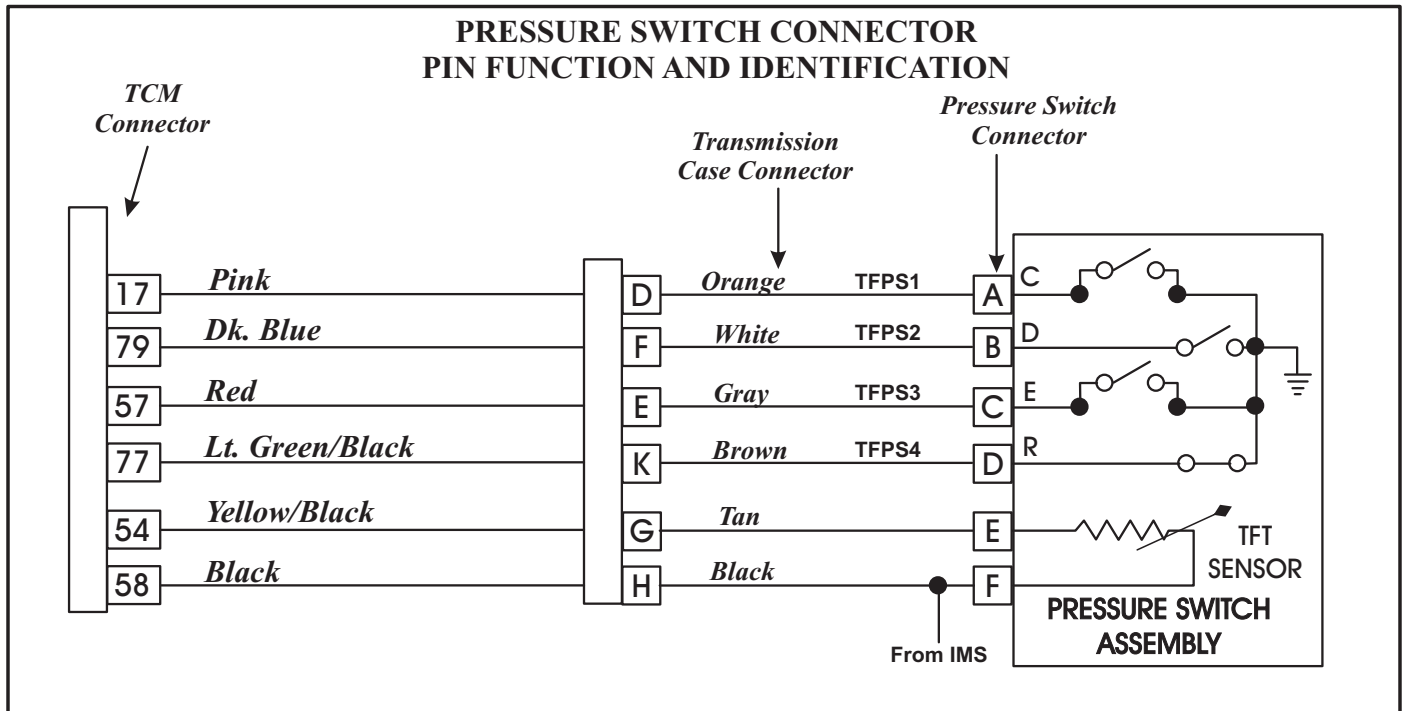 PRESSURE SWITCH CONNECTOR
PIN FUNCTION AND IDENTIFICATION
TCM
Connector
Transmission
Case Connector
Pressure Switch
Connector
17 Pink D Orange TFPS1 A C
79 Dk. Blue F White TFPS2 B D
57 Red E Gray TFPS3 C E
77 Lt. Green/Black K Brown TFPS4 D R
54 Yellow/Black G Tan E
58 Black H Black F
TFT
SENSOR
From IMS
PRESSURE SWITCH
ASSEMBLY